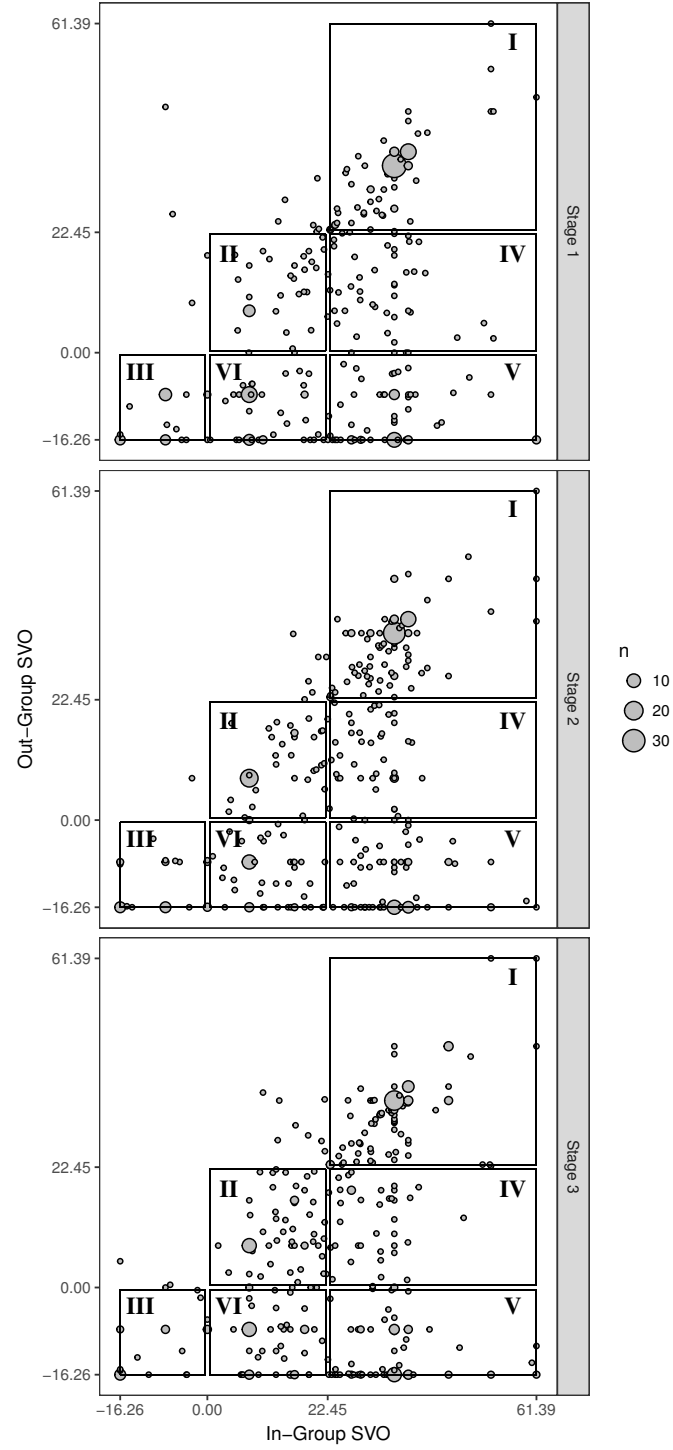 61.39
I
22.45
II
IV
0.00
III
VI
V
−16.26
Stage 1
61.39
I
22.45
II
IV
0.00
III
VI
V
−16.26
Stage 2
61.39
I
22.45
II
IV
0.00
III
VI
V
−16.26
Stage 3
−16.26 0.00 22.45 61.39
In−Group SVO
Out−Group SVO
n
10
20
30